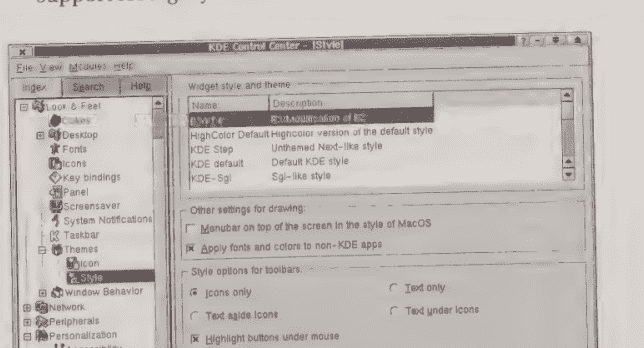 KDE Control Center - [Style]
File View Modules Help
Index Search Help
Look & Feel
Desktop
Fonts
Icons
Key bindings
Panel
Screensaver
System Notifications
Taskbar
Themes
Icon
Style
Window Behavior
Network
Peripherals
Personalization
Widget style and theme
Name: Description
of B2
HighColor Default Highcolor version of the default style
KDE Step Unthemed Next-like style
KDE default Default KDE style
KDE-Sgi Sgi-like style
Other settings for drawing:
Menubar on top of the screen in the style of MacOS
Apply fonts and colors to non-KDE apps
Style options for toolbars.
Icons only Text only
Text aside icons Text under icons
Highlight buttons under mouse